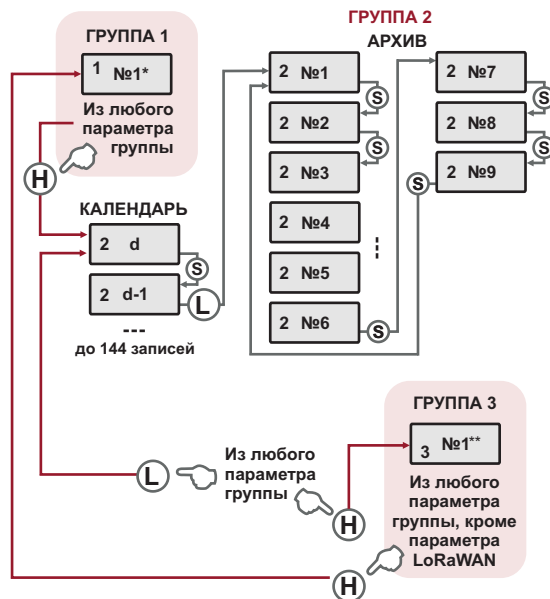 ГРУППА 1
1 №1*
Из любого
параметра
группы
H
КАЛЕНДАРЬ
2 d
S
2 d-1
L
до 144 записей
ГРУППА 2
АРХИВ
2 №1
S
2 №2
S
2 №3
2 №4
2 №5
2 №6
S
2 №7
S
2 №8
S
2 №9
S
L
Из любого
параметра
группы
H
ГРУППА 3
3 №1**
Из любого
параметра
группы, кроме
параметра
LoRaWAN
H